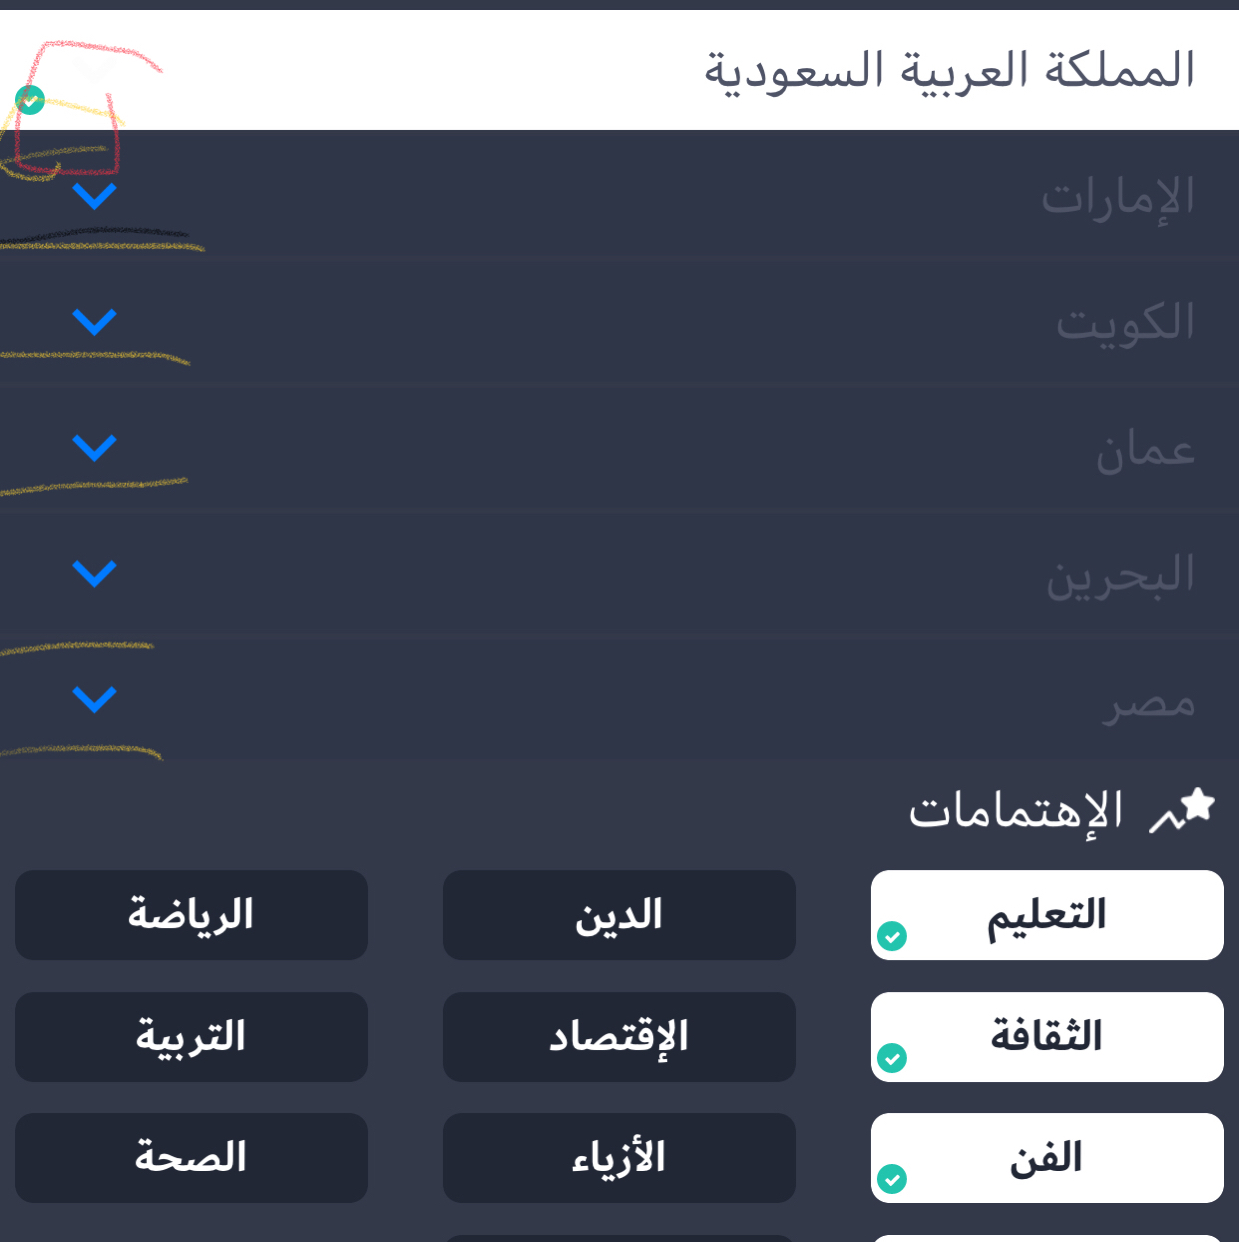 المملكة العربية السعودية
الإمارات
الكويت
عمان
البحرين
مصر
الإهتمامات
التعليم الدين الرياضة
الثقافة الإقتصاد التربية
الفن الأزياء الصحة